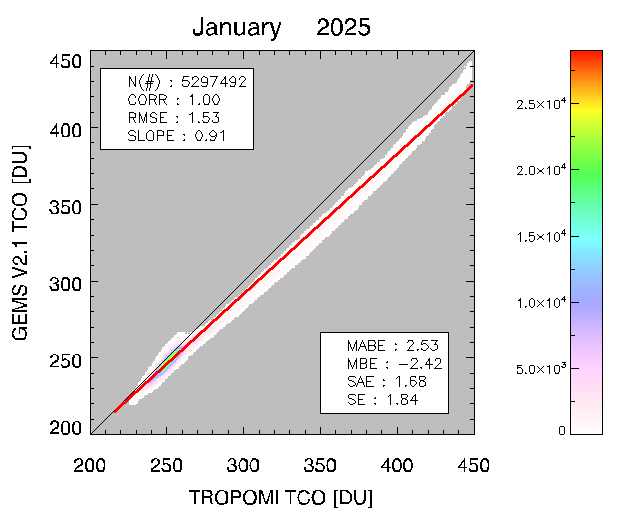 January 2025
450
400
350
300
250
200
GEMS V2.1 TCO [DU]
N(#) : 5297492
CORR : 1.00
RMSE : 1.53
SLOPE : 0.91
MABE : 2.53
MBE : −2.42
SAE : 1.68
SE : 1.84
200 250 300 350 400 450
TROPOMI TCO [DU]
2.5×10⁴
2.0×10⁴
1.5×10⁴
1.0×10⁴
5.0×10³
0